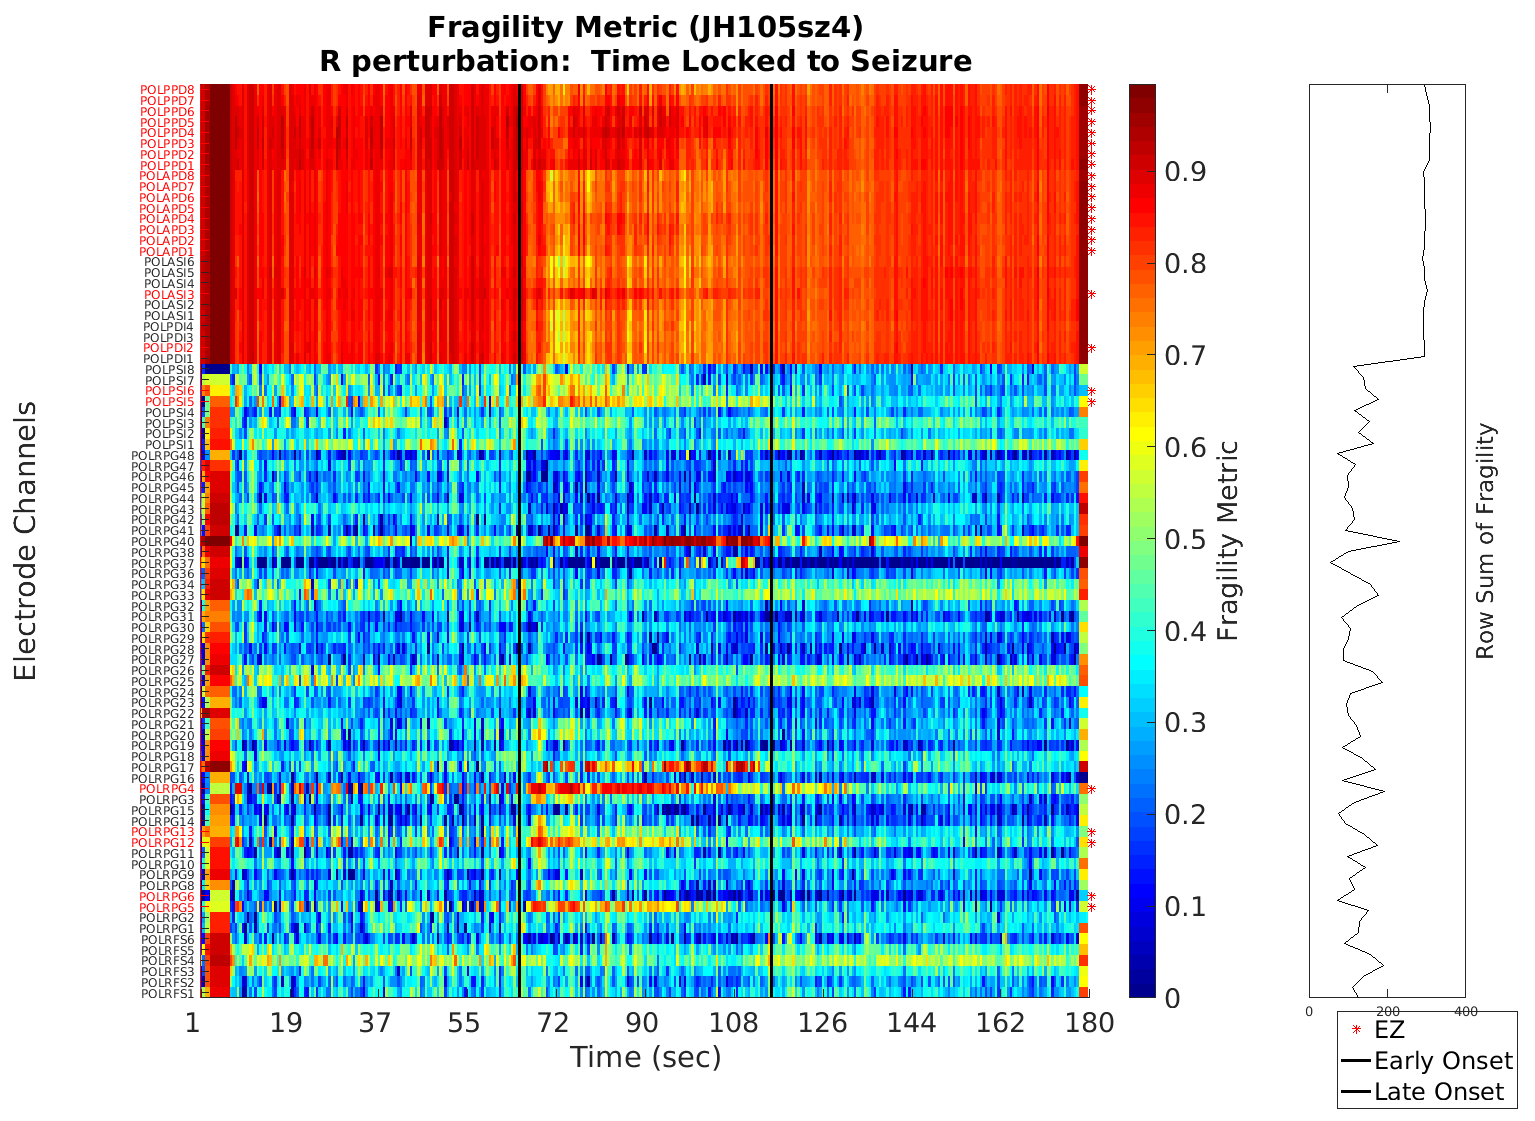 Fragility Metric (JH105sz4)
R perturbation:  Time Locked to Seizure
Electrode Channels
POLPPD8
POLPPD7
POLPPD6
POLPPD5
POLPPD4
POLPPD3
POLPPD2
POLPPD1
POLAPD8
POLAPD7
POLAPD6
POLAPD5
POLAPD4
POLAPD3
POLAPD2
POLAPD1
POLASI6
POLASI5
POLASI4
POLASI3
POLASI2
POLASI1
POLPDI4
POLPDI3
POLPDI2
POLPDI1
POLPSI8
POLPSI7
POLPSI6
POLPSI5
POLPSI4
POLPSI3
POLPSI2
POLPSI1
POLRPG48
POLRPG47
POLRPG46
POLRPG45
POLRPG44
POLRPG43
POLRPG42
POLRPG41
POLRPG40
POLRPG38
POLRPG37
POLRPG36
POLRPG34
POLRPG33
POLRPG32
POLRPG31
POLRPG30
POLRPG29
POLRPG28
POLRPG27
POLRPG26
POLRPG25
POLRPG24
POLRPG23
POLRPG22
POLRPG21
POLRPG20
POLRPG19
POLRPG18
POLRPG17
POLRPG16
POLRPG4
POLRPG3
POLRPG15
POLRPG14
POLRPG13
POLRPG12
POLRPG11
POLRPG10
POLRPG9
POLRPG8
POLRPG6
POLRPG5
POLRPG2
POLRPG1
POLRFS6
POLRFS5
POLRFS4
POLRFS3
POLRFS2
POLRFS1
1 19 37 55 72 90 108 126 144 162 180
Time (sec)
0.9
0.8
0.7
0.6
0.5
0.4
0.3
0.2
0.1
0
Fragility Metric
0 200 400
Row Sum of Fragility
EZ
Early Onset
Late Onset